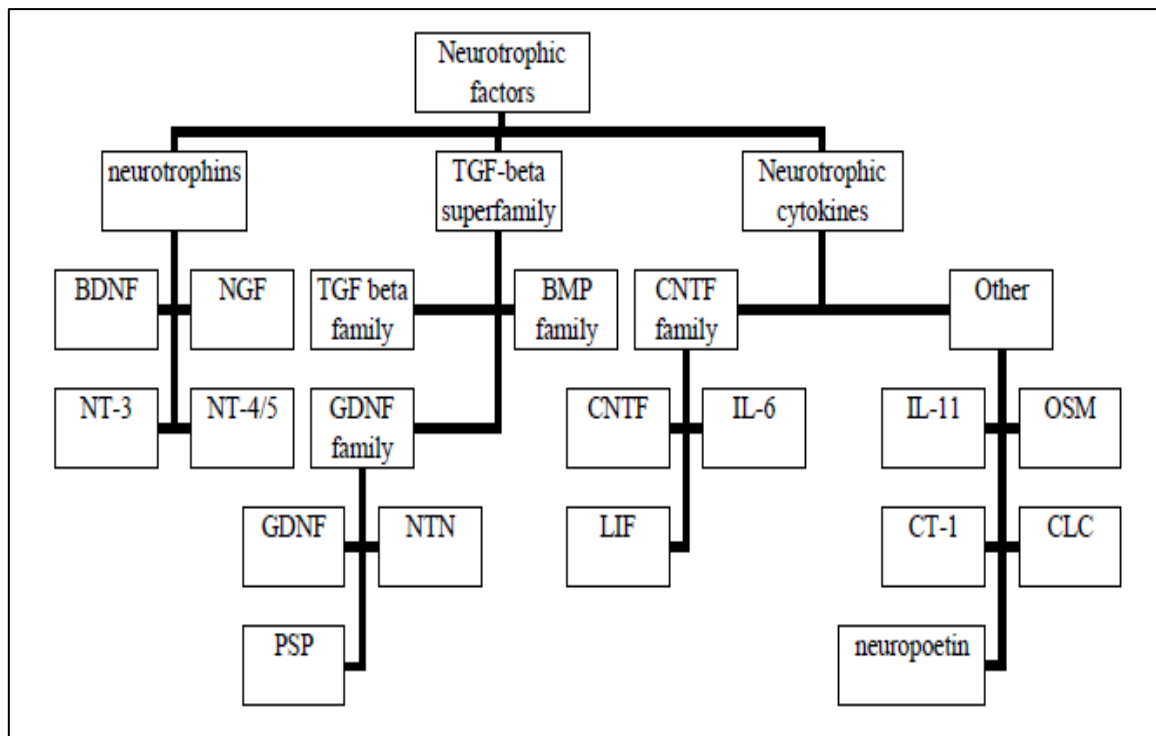 Neurotrophic
factors
neurotrophins
TGF-beta
superfamily
Neurotrophic
cytokines
BDNF
NGF
TGF beta
family
BMP
family
CNTF
family
Other
NT-3
NT-4/5
GDNF
family
CNTF
IL-6
IL-11
OSM
GDNF
NTN
LIF
CT-1
CLC
PSP
neuropoetin